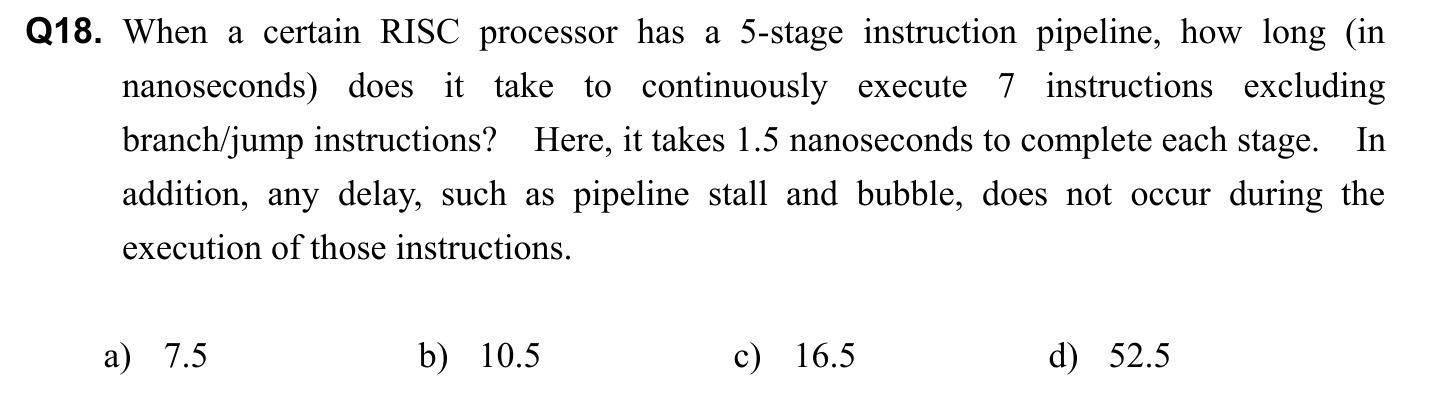 Q18. When a certain RISC processor has a 5-stage instruction pipeline, how long (in
nanoseconds) does it take to continuously execute 7 instructions excluding
branch/jump instructions? Here, it takes 1.5 nanoseconds to complete each stage. In
addition, any delay, such as pipeline stall and bubble, does not occur during the
execution of those instructions.
a) 7.5 b) 10.5 c) 16.5 d) 52.5